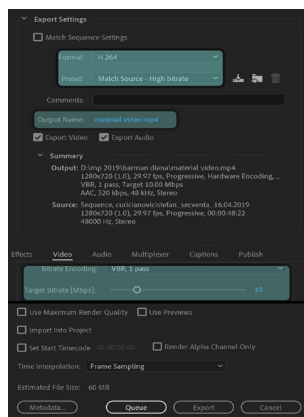 Export Settings
Match Sequence Settings
Format: H.264
Preset: Match Source - High bitrate
Comments:
Output Name: material video.mp4
Export Video Export Audio
Summary
Output: D:\mp 2019\barman diana\material video.mp4
1280x720 (1.0), 29.97 fps, Progressive, Hardware Encoding, ...
VBR, 1 pass, Target 10.00 Mbps
AAC, 320 kbps, 48 kHz, Stereo
Source: Sequence, curicianovicistefan_secventa_16.04.2019
1280x720 (1.0), 29.97 fps, Progressive, 00:00:48:22
48000 Hz, Stereo
Effects Video Audio Multiplexer Captions Publish
Bitrate Encoding: VBR, 1 pass
Target Bitrate [Mbps]: 10
Use Maximum Render Quality Use Previews
Import Into Project
Set Start Timecode 00:00:00:00 Render Alpha Channel Only
Time Interpolation: Frame Sampling
Estimated File Size: 60 MB
Metadata... Queue Export Cancel